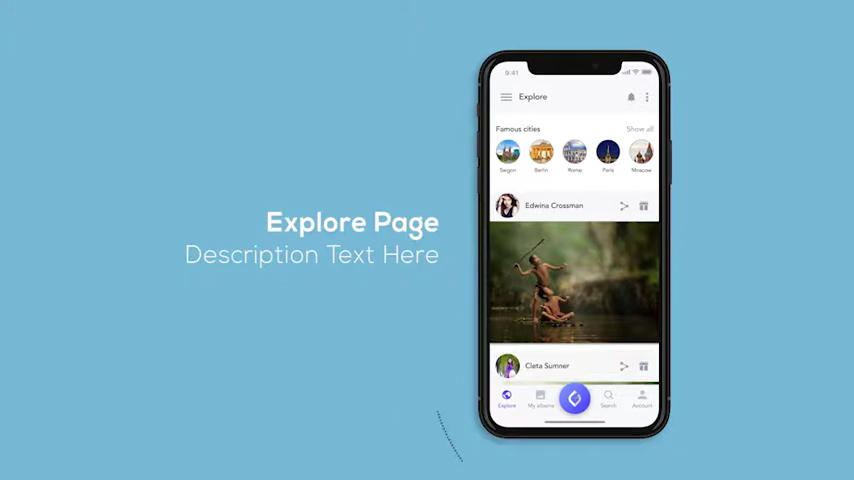 Explore Page
Description Text Here
9:41
Explore
Famous cities
Show all
Saigon
Berlin
Rome
Paris
Moscow
Edwina Crossman
Cleta Sumner
Explore
My albums
Search
Account